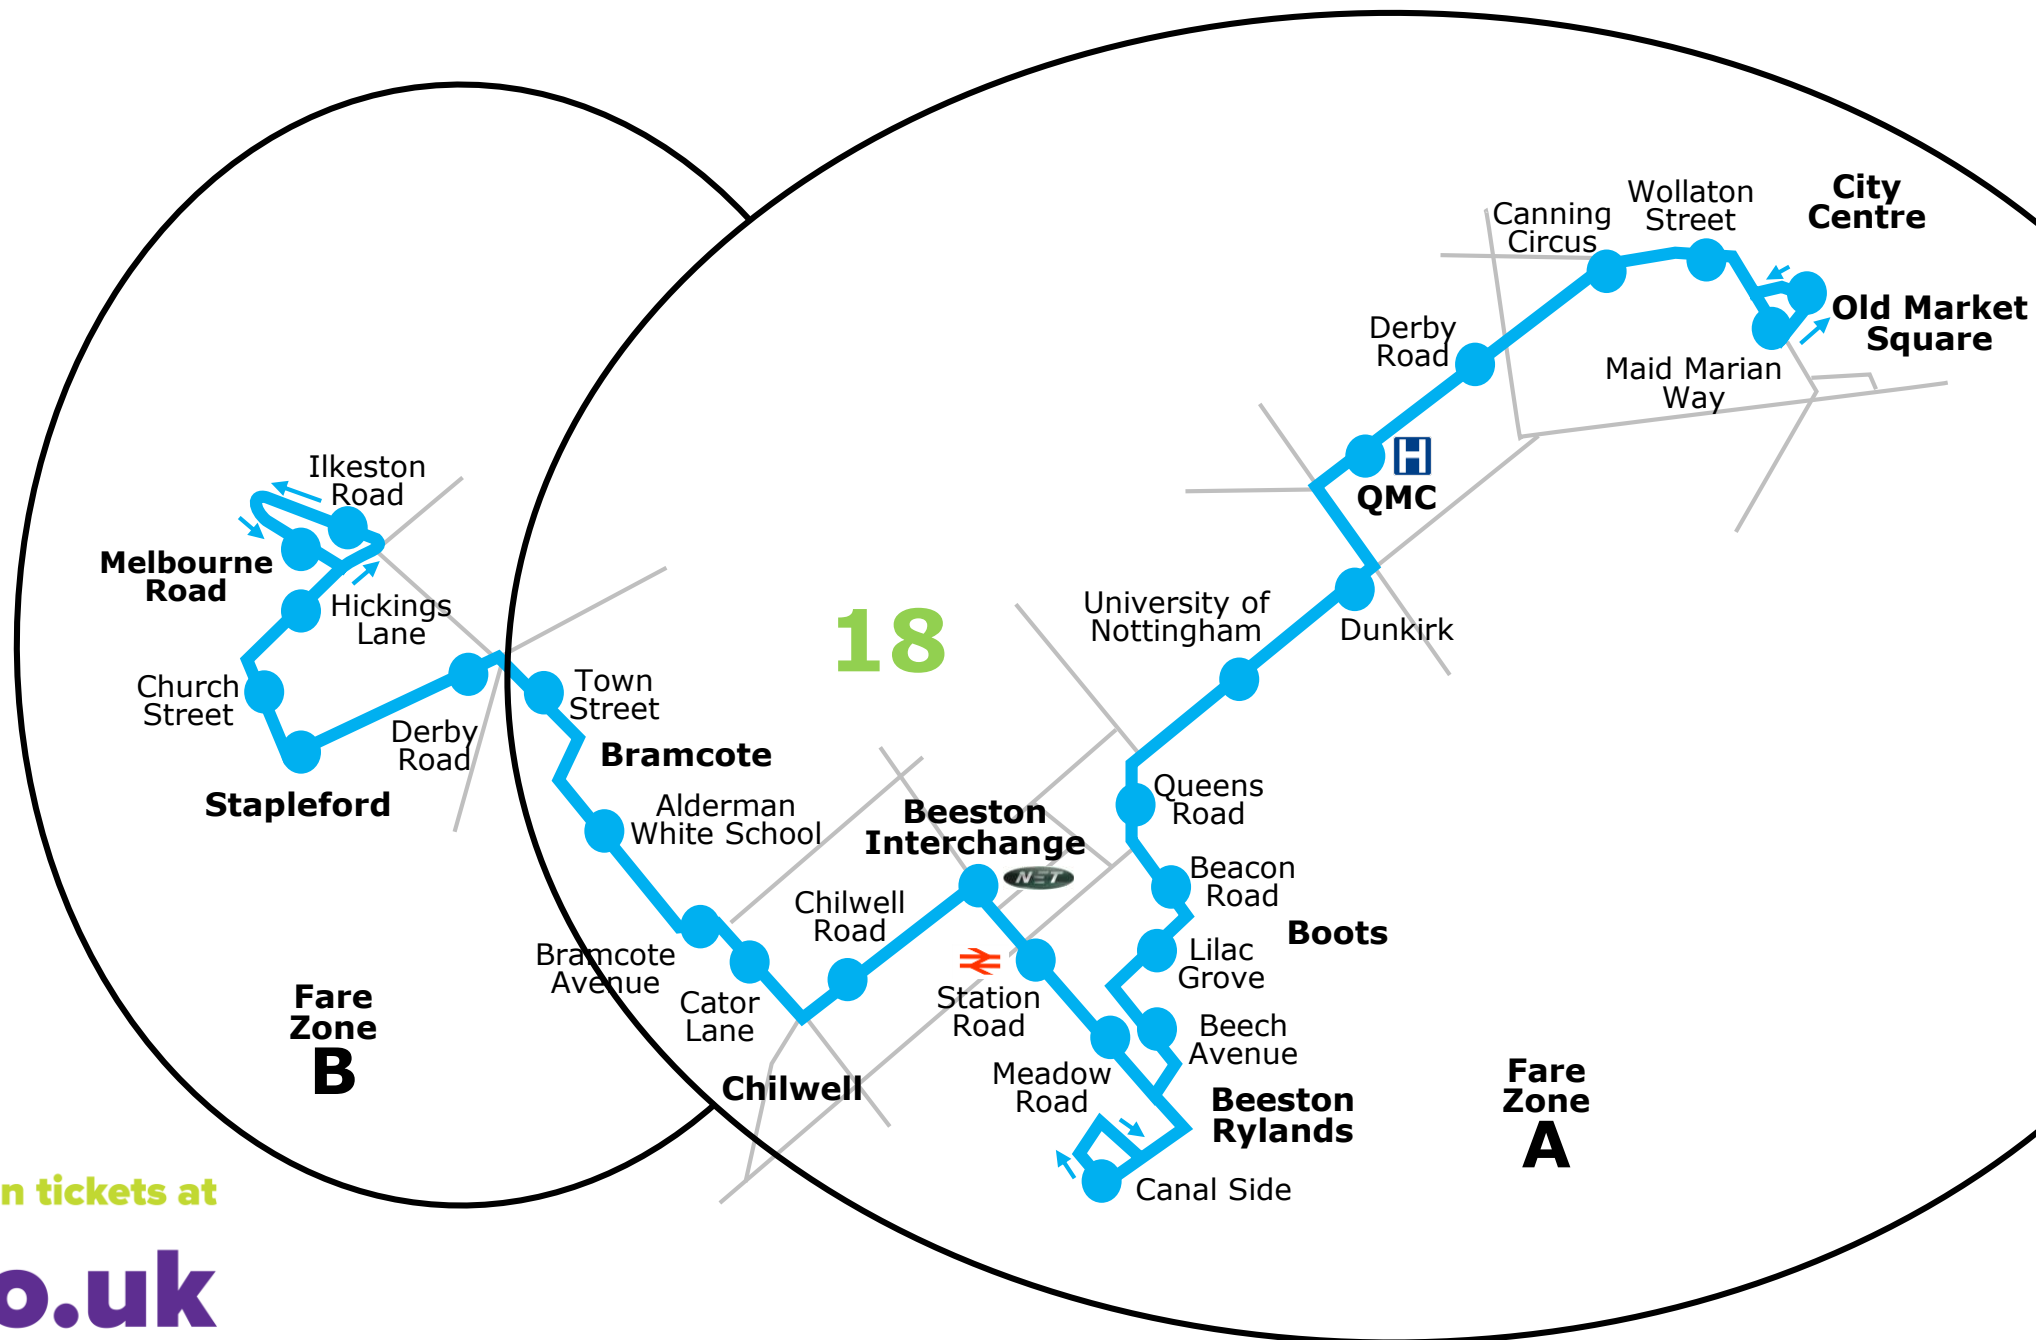 City
Centre
Wollaston
Street
Canning
Circus
Old Market
Square
Derby
Road
Maid Marian
Way
H
QMC
Ilkeston
Road
Melbourne
Road
Hickings
Lane
University of
Nottingham
Dunkirk
18
Church
Street
Town
Street
Derby
Road
Bramcote
Stapleford
Alderman
White School
Beeston
Interchange
NET
Queens
Road
Beacon
Road
Chilwell
Road
Boots
Lilac
Grove
Bramcote
Avenue
Cator
Lane
Station
Road
Fare
Zone
B
Beech
Avenue
Meadow
Road
Chilwell
Beeston
Rylands
Fare
Zone
A
Canal Side
n tickets at
o.uk